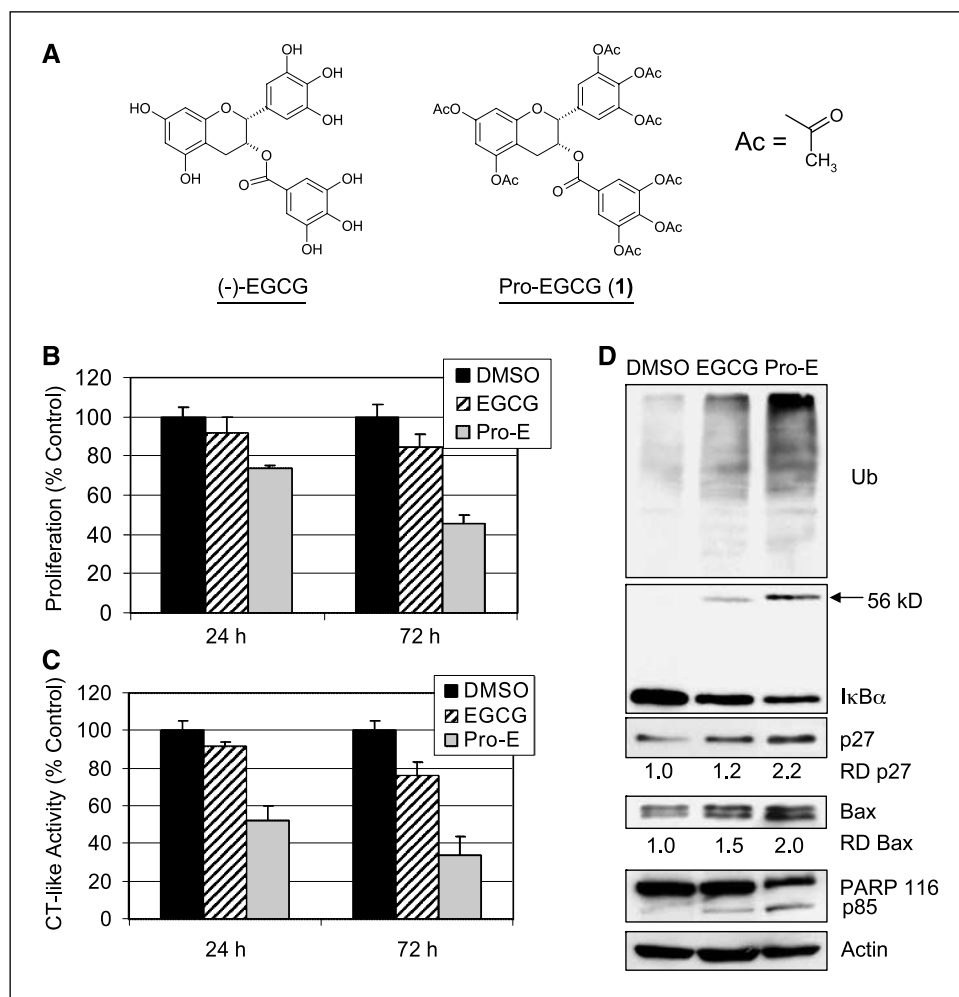 A
OH
OH
HO
O
OH
O
O
OH
OH
OH
OH
(-)-EGCG
OAc
OAc
AcO
O
OAc
O
O
OAc
OAc
OAc
OAc
Pro-EGCG (1)
Ac =
O
CH3
B
Proliferation (% Control)
120
100
80
60
40
20
0
DMSO
EGCG
Pro-E
24 h
72 h
C
CT-like Activity (% Control)
120
100
80
60
40
20
0
DMSO
EGCG
Pro-E
24 h
72 h
D
DMSO EGCG Pro-E
Ub
56 kD
IκBα
p27
1.0 1.2 2.2 RD p27
Bax
1.0 1.5 2.0 RD Bax
PARP 116
p85
Actin